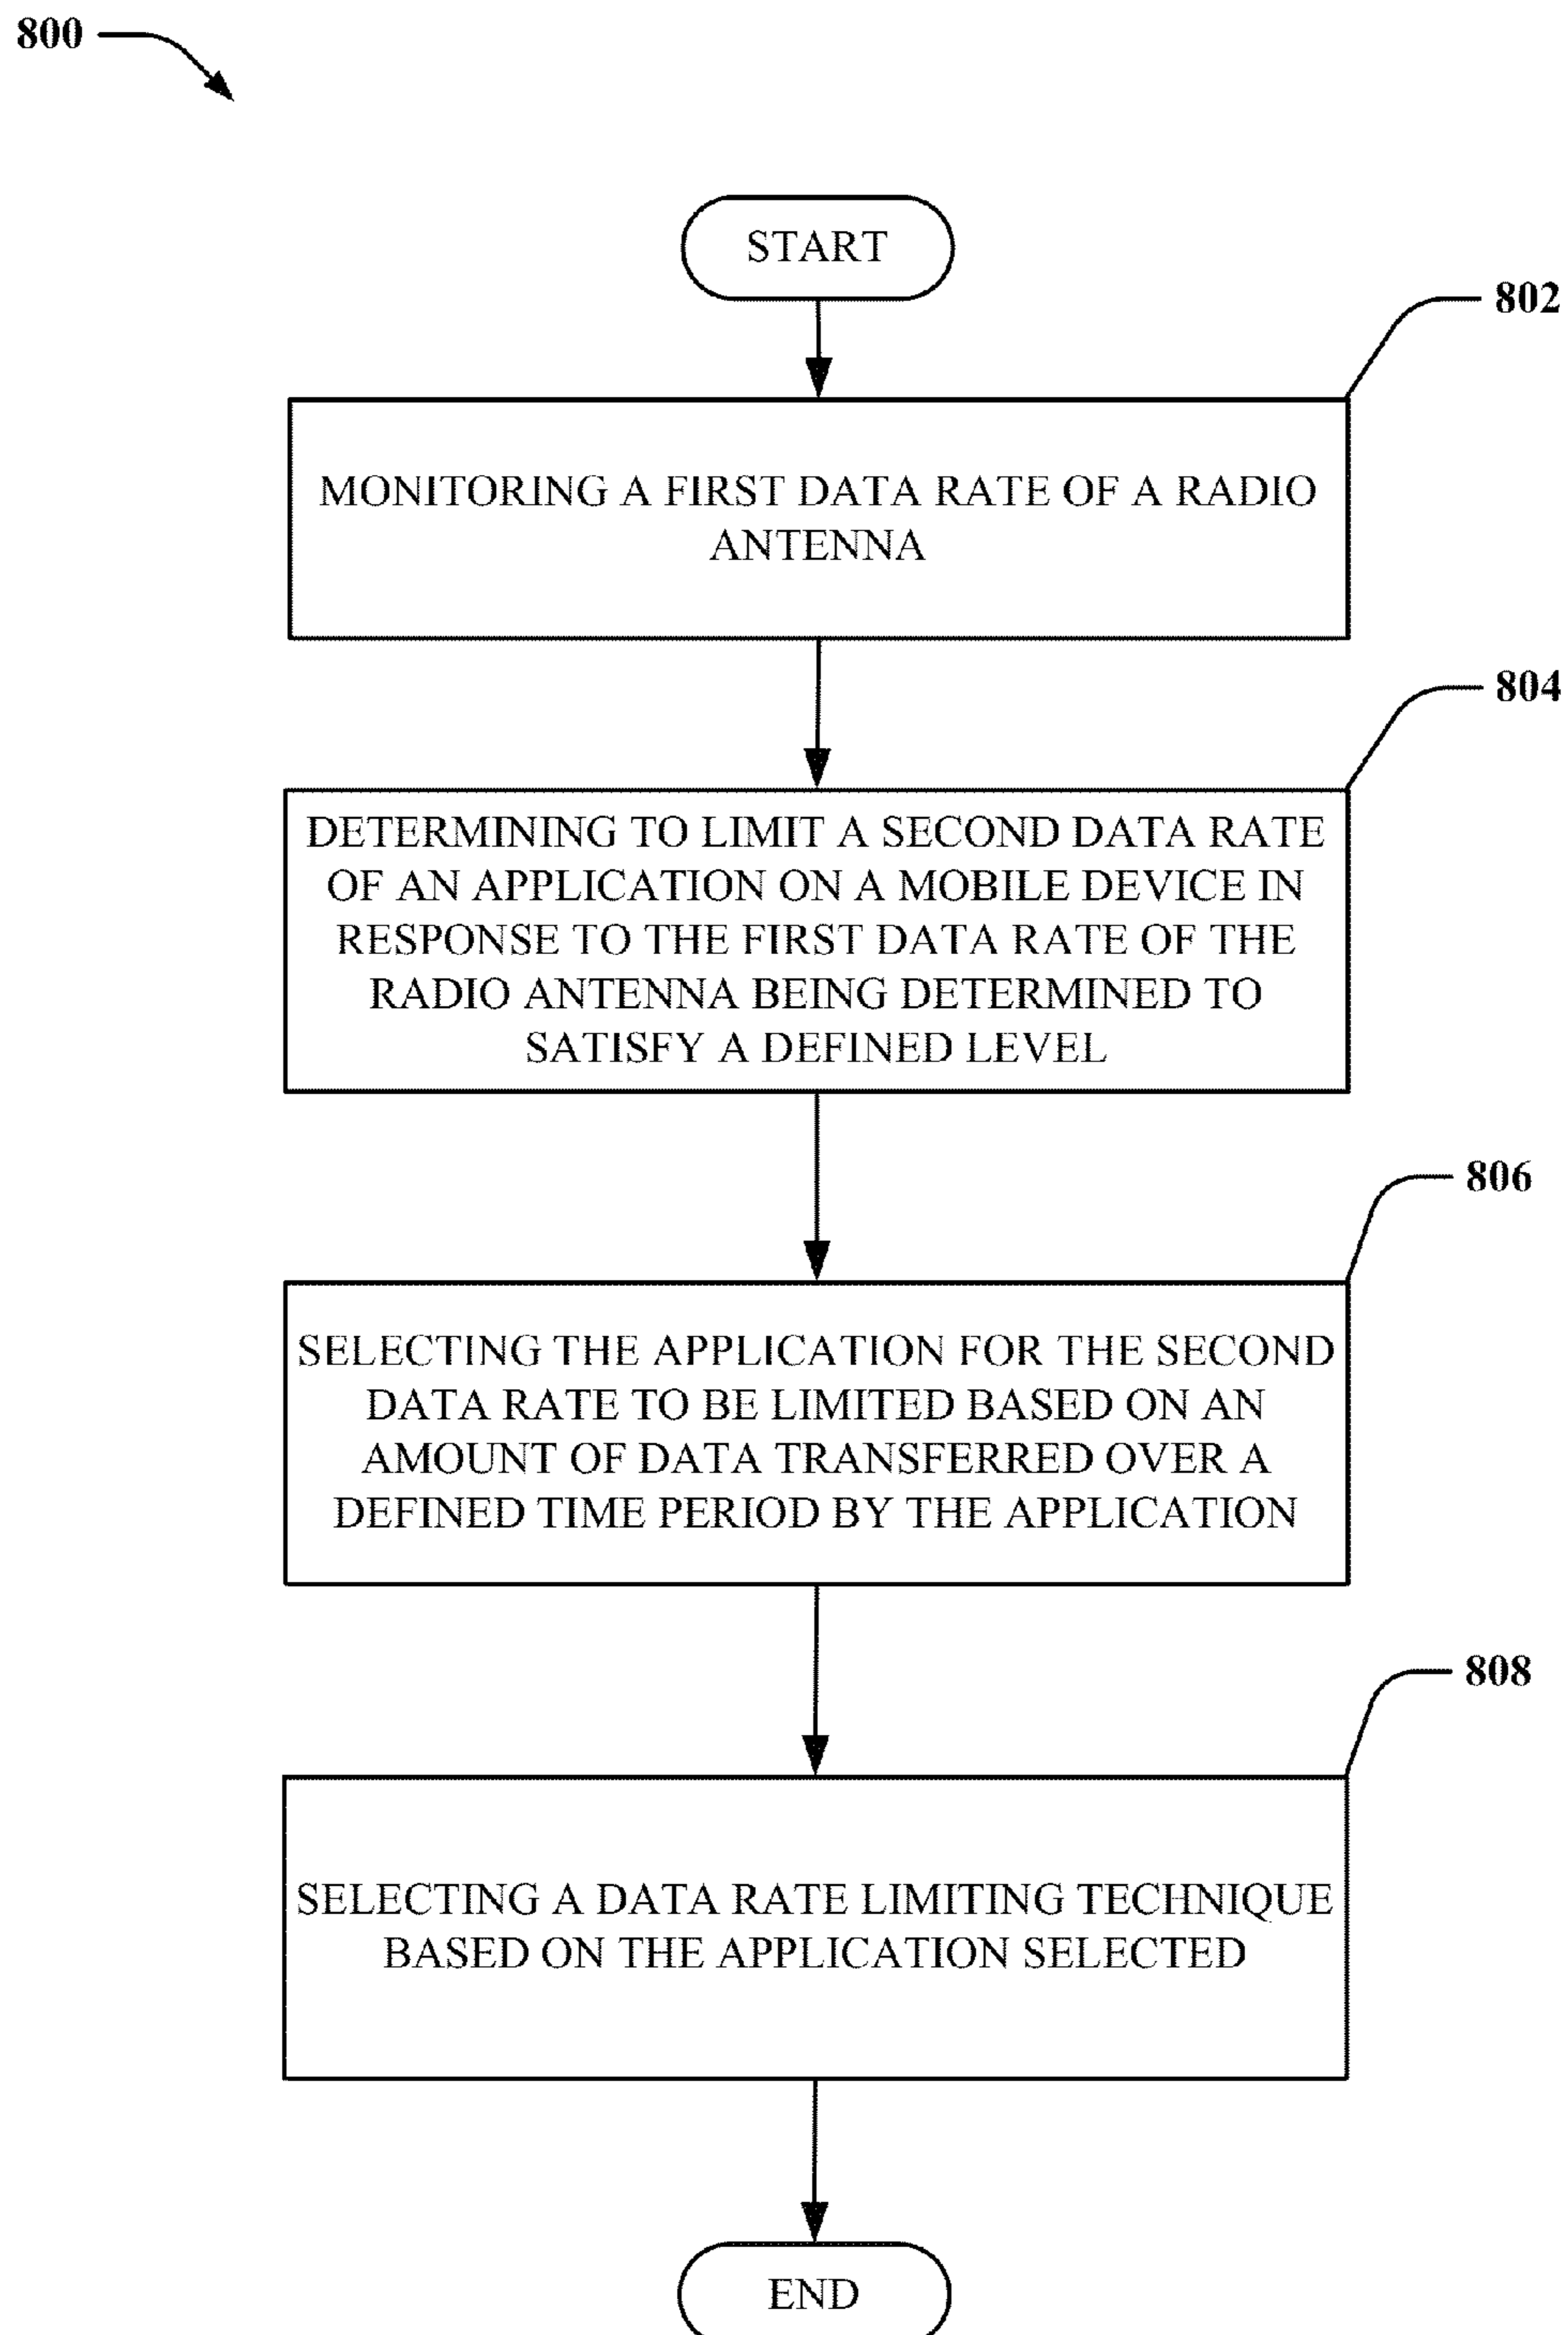 800
START
802
MONITORING A FIRST DATA RATE OF A RADIO
ANTENNA
804
DETERMINING TO LIMIT A SECOND DATA RATE
OF AN APPLICATION ON A MOBILE DEVICE IN
RESPONSE TO THE FIRST DATA RATE OF THE
RADIO ANTENNA BEING DETERMINED TO
SATISFY A DEFINED LEVEL
806
SELECTING THE APPLICATION FOR THE SECOND
DATA RATE TO BE LIMITED BASED ON AN
AMOUNT OF DATA TRANSFERRED OVER A
DEFINED TIME PERIOD BY THE APPLICATION
808
SELECTING A DATA RATE LIMITING TECHNIQUE
BASED ON THE APPLICATION SELECTED
END